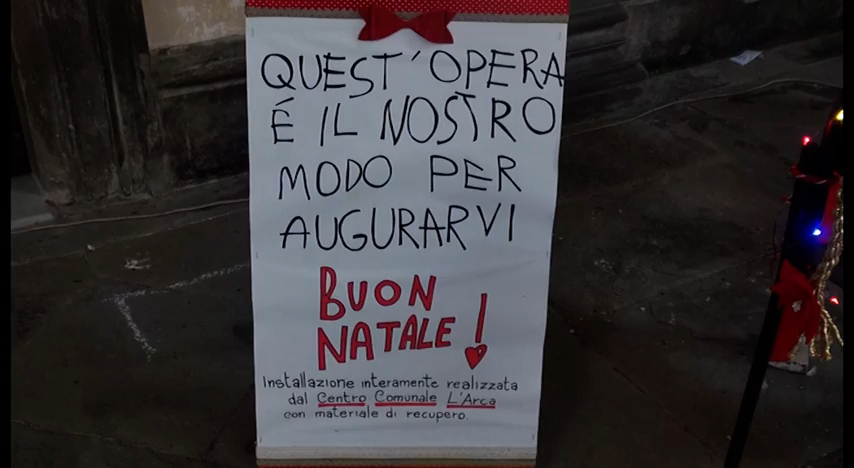 QUEST'OPERA
É IL NOSTRO
MODO PER
AUGURARVI
BUON
NATALE!
Installazione interamente realizzata
dal Centro Comunale L'Arca
con materiale di recupero.